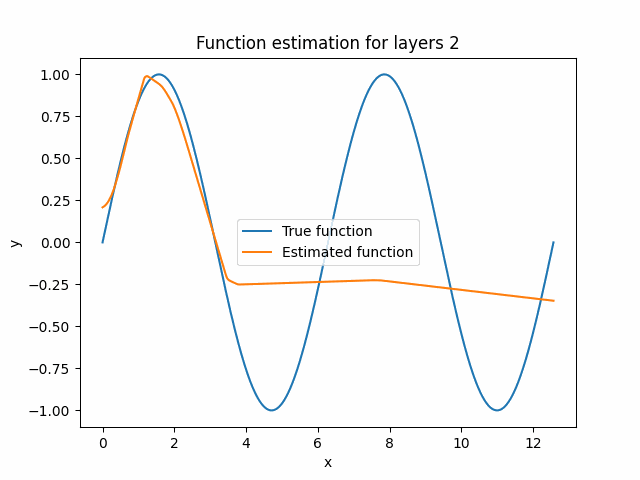 Function estimation for layers 2
1.00
0.75
0.50
0.25
0.00
−0.25
−0.50
−0.75
−1.00
y
True function
Estimated function
0 2 4 6 8 10 12
x